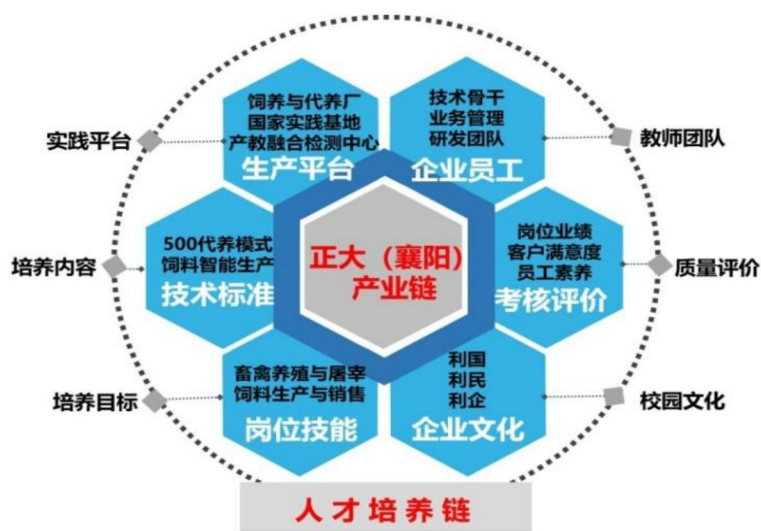 饲养与代养厂
国家实践基地
产教融合检测中心
生产平台
技术骨干
业务管理
研发团队
企业员工
实践平台
教师团队
500代养模式
饲料智能生产
技术标准
正大（襄阳）
产业链
岗位业绩
客户满意度
员工素养
考核评价
培养内容
质量评价
畜禽养殖与屠宰
饲料生产与销售
岗位技能
利国
利民
利企
企业文化
培养目标
校园文化
人才培养链